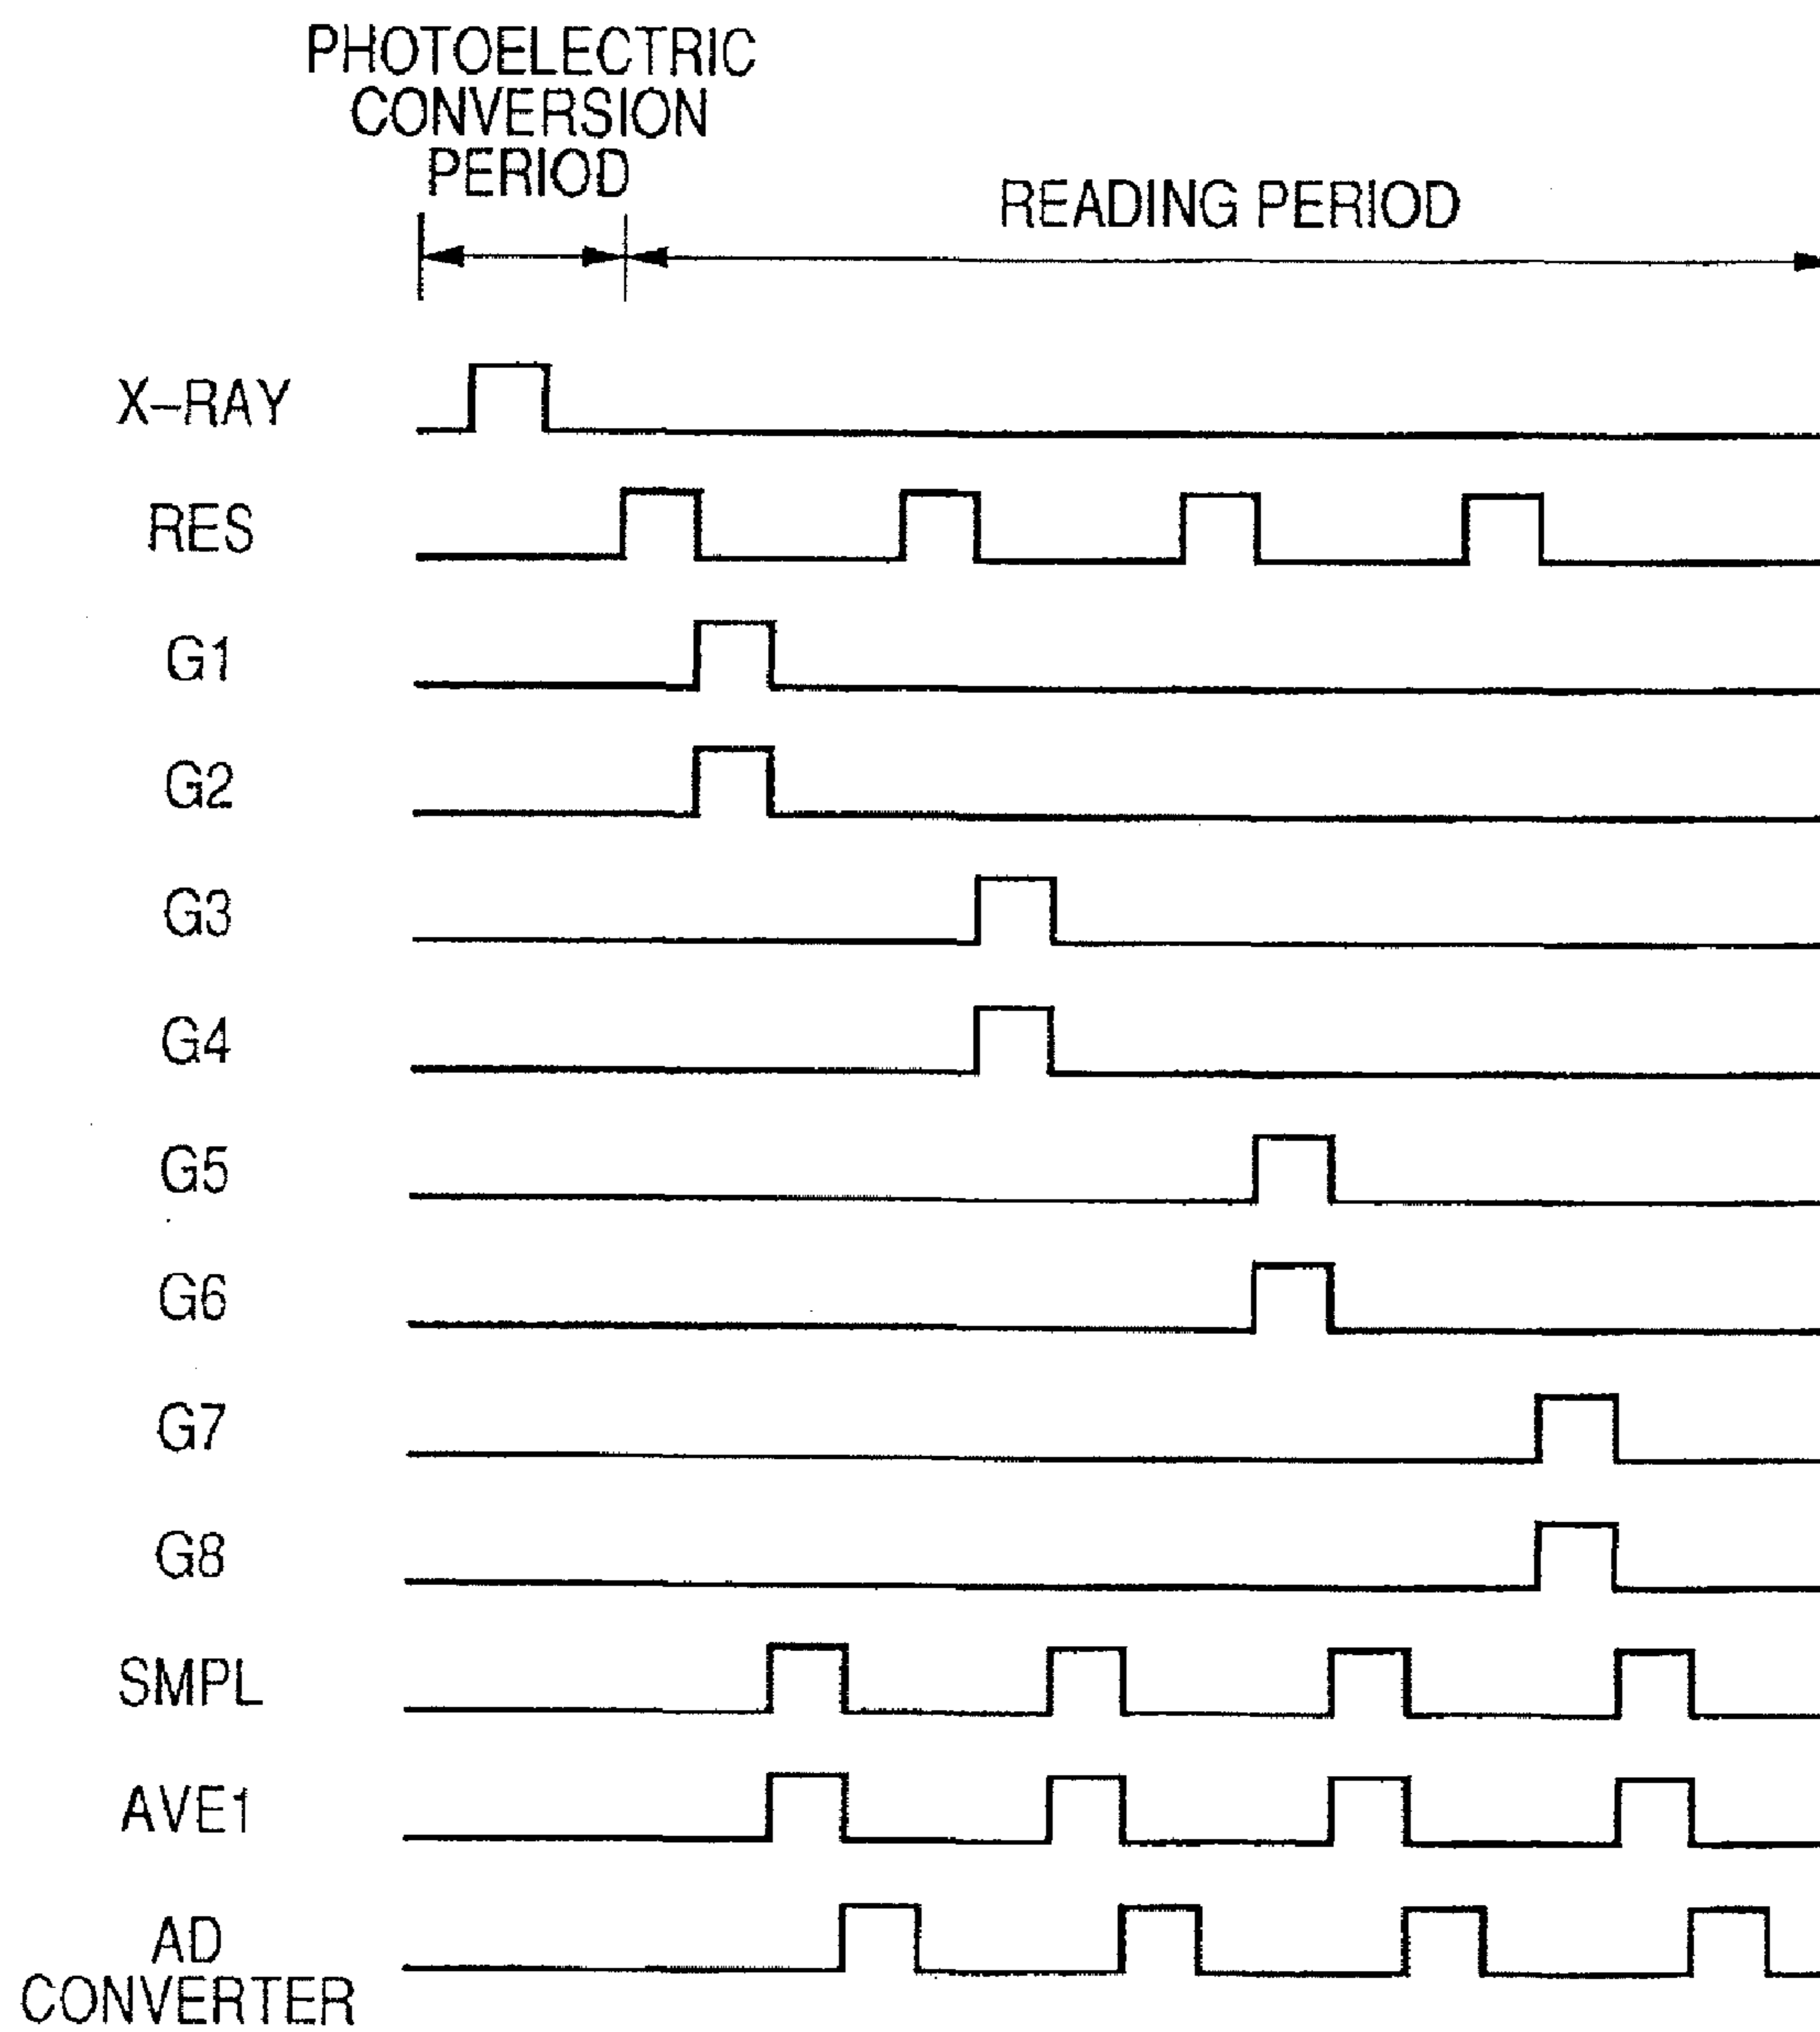 PHOTOELECTRIC
CONVERSION
PERIOD
READING PERIOD
X-RAY
RES
G1
G2
G3
G4
G5
G6
G7
G8
SMPL
AVE1
AD
CONVERTER